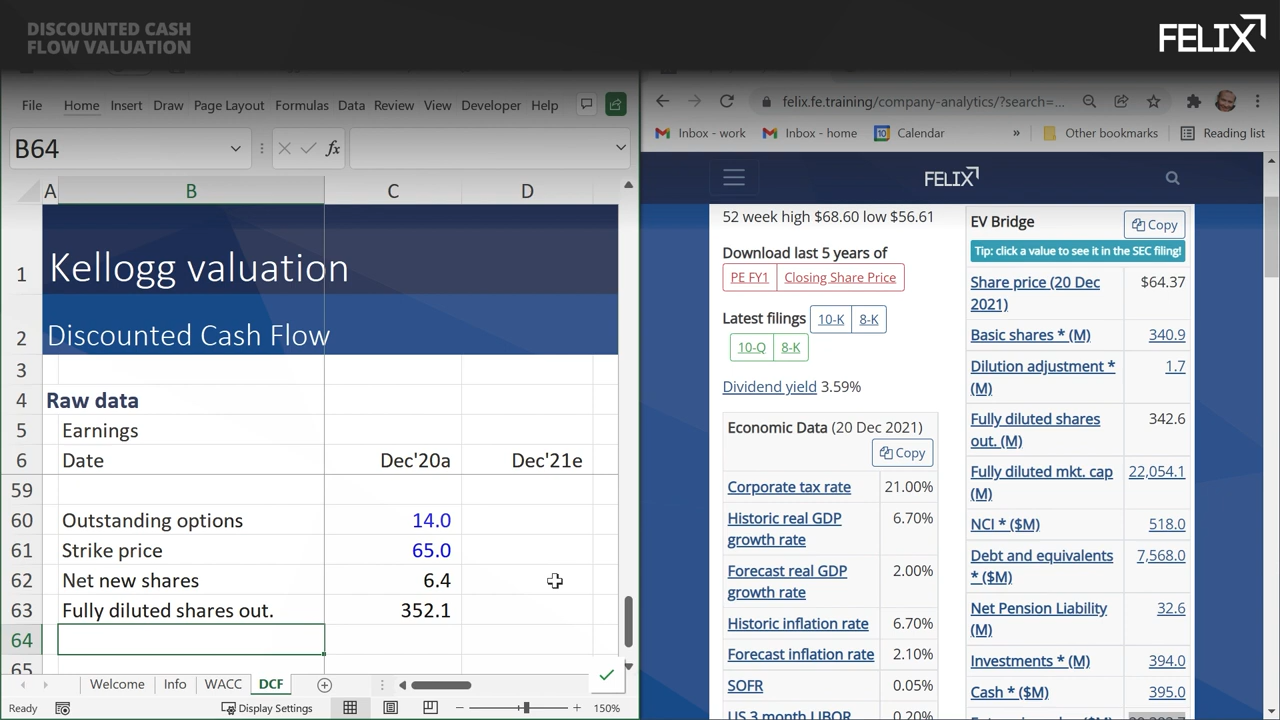 DISCOUNTED CASH
FLOW VALUATION
FELIX
File Home Insert Draw Page Layout Formulas Data Review View Developer Help
B64
fx
A B C D
1 Kellogg valuation
2 Discounted Cash Flow
3
4 Raw data
5 Earnings
6 Date Dec'20a Dec'21e
59
60 Outstanding options 14.0
61 Strike price 65.0
62 Net new shares 6.4
63 Fully diluted shares out. 352.1
64
65
Welcome Info WACC DCF
Ready Display Settings 150%
felix.fe.training/company-analytics/?search=...
Inbox - work Inbox - home Calendar » Other bookmarks Reading list
FELIX
52 week high $68.60 low $56.61
Download last 5 years of
PE FY1 Closing Share Price
Latest filings 10-K 8-K
10-Q 8-K
Dividend yield 3.59%
Economic Data (20 Dec 2021)
Copy
Corporate tax rate 21.00%
Historic real GDP 6.70%
growth rate
Forecast real GDP 2.00%
growth rate
Historic inflation rate 6.70%
Forecast inflation rate 2.10%
SOFR 0.05%
US 3 month LIBOR 0.20%
EV Bridge Copy
Tip: click a value to see it in the SEC filing!
Share price (20 Dec $64.37
2021)
Basic shares * (M) 340.9
Dilution adjustment * 1.7
(M)
Fully diluted shares 342.6
out. (M)
Fully diluted mkt. cap 22,054.1
(M)
NCI * ($M) 518.0
Debt and equivalents 7,568.0
* ($M)
Net Pension Liability 32.6
(M)
Investments * (M) 394.0
Cash * ($M) 395.0